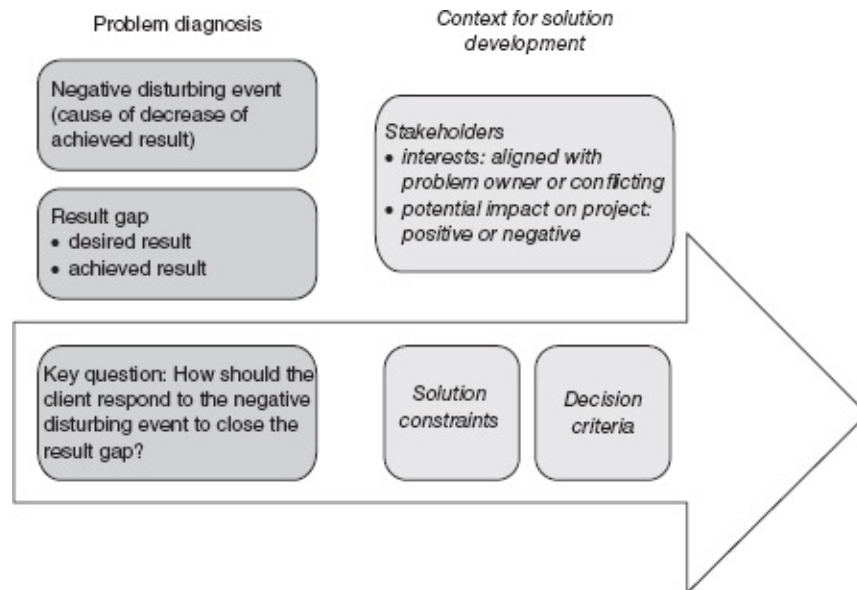 Problem diagnosis
Negative disturbing event
(cause of decrease of
achieved result)
Result gap
• desired result
• achieved result
Key question: How should the
client respond to the negative
disturbing event to close the
result gap?
Context for solution
development
Stakeholders
• interests: aligned with
problem owner or conflicting
• potential impact on project:
positive or negative
Solution
constraints
Decision
criteria